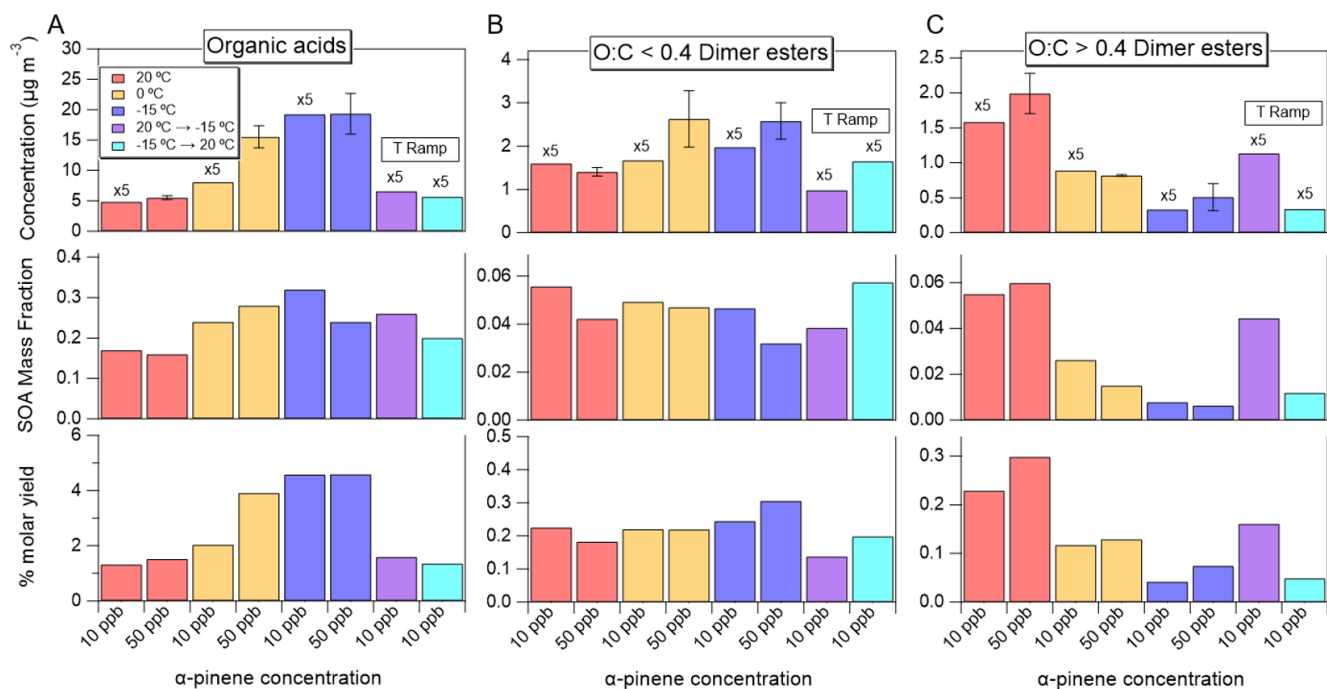 A
Organic acids
Concentration (µg m⁻³)
30
25
20
15
10
5
0
20 ºC
0 ºC
-15 ºC
20 ºC → -15 ºC
-15 ºC → 20 ºC
x5
x5
x5
T Ramp
x5
x5
SOA Mass Fraction
0.4
0.3
0.2
0.1
0.0
% molar yield
6
4
2
0
10 ppb
50 ppb
10 ppb
50 ppb
10 ppb
50 ppb
10 ppb
10 ppb
α-pinene concentration
B
O:C < 0.4 Dimer esters
4
3
2
1
0
x5
x5
x5
T Ramp
x5
x5
0.06
0.04
0.02
0.00
0.5
0.4
0.3
0.2
0.1
0.0
10 ppb
50 ppb
10 ppb
50 ppb
10 ppb
50 ppb
10 ppb
10 ppb
α-pinene concentration
C
O:C > 0.4 Dimer esters
2.5
2.0
1.5
1.0
0.5
0.0
x5
x5
x5
T Ramp
x5
x5
0.06
0.04
0.02
0.00
0.3
0.2
0.1
0.0
10 ppb
50 ppb
10 ppb
50 ppb
10 ppb
50 ppb
10 ppb
10 ppb
α-pinene concentration